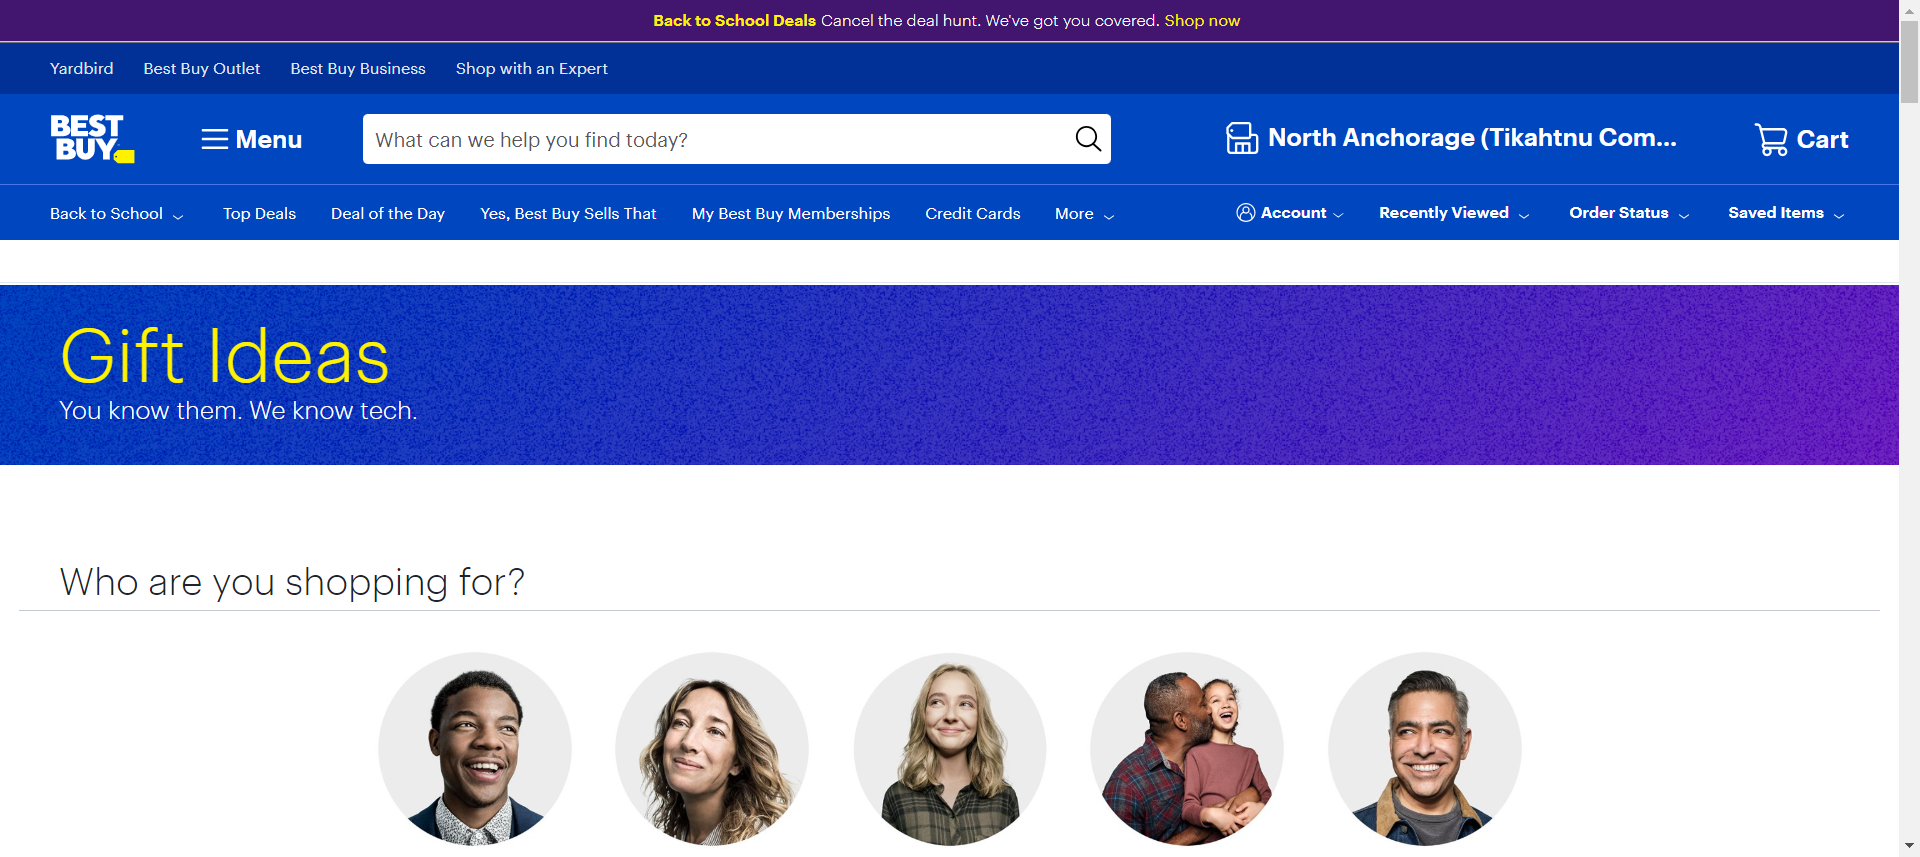 Back to School Deals Cancel the deal hunt. We've got you covered. Shop now
Yardbird Best Buy Outlet Best Buy Business Shop with an Expert
BEST
BUY
Menu
What can we help you find today?
North Anchorage (Tikahtnu Com...
Cart
Back to School Top Deals Deal of the Day Yes, Best Buy Sells That My Best Buy Memberships Credit Cards More Account Recently Viewed Order Status Saved Items
Gift Ideas
You know them. We know tech.
Who are you shopping for?